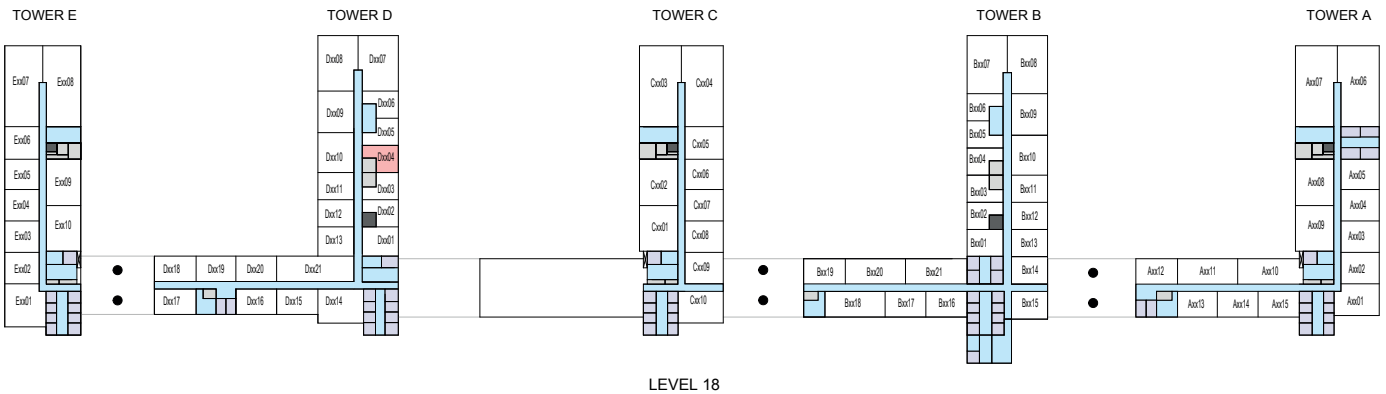 TOWER E
TOWER D
TOWER C
TOWER B
TOWER A
Exx07
Exx08
Exx06
Exx05
Exx09
Exx04
Exx10
Exx03
Exx02
Exx01
Dxx08
Dxx07
Dxx06
Dxx09
Dxx05
Dxx10
Dxx04
Dxx11
Dxx03
Dxx12
Dxx02
Dxx13
Dxx01
Dxx18
Dxx19
Dxx20
Dxx21
Dxx17
Dxx16
Dxx15
Dxx14
Cxx03
Cxx04
Cxx05
Cxx02
Cxx06
Cxx07
Cxx01
Cxx08
Cxx09
Cxx10
Bxx07
Bxx08
Bxx06
Bxx09
Bxx05
Bxx04
Bxx10
Bxx03
Bxx11
Bxx02
Bxx12
Bxx01
Bxx13
Bxx19
Bxx20
Bxx21
Bxx14
Bxx18
Bxx17
Bxx16
Bxx15
Axx07
Axx06
Axx08
Axx05
Axx04
Axx09
Axx03
Axx12
Axx11
Axx10
Axx02
Axx13
Axx14
Axx15
Axx01
LEVEL 18